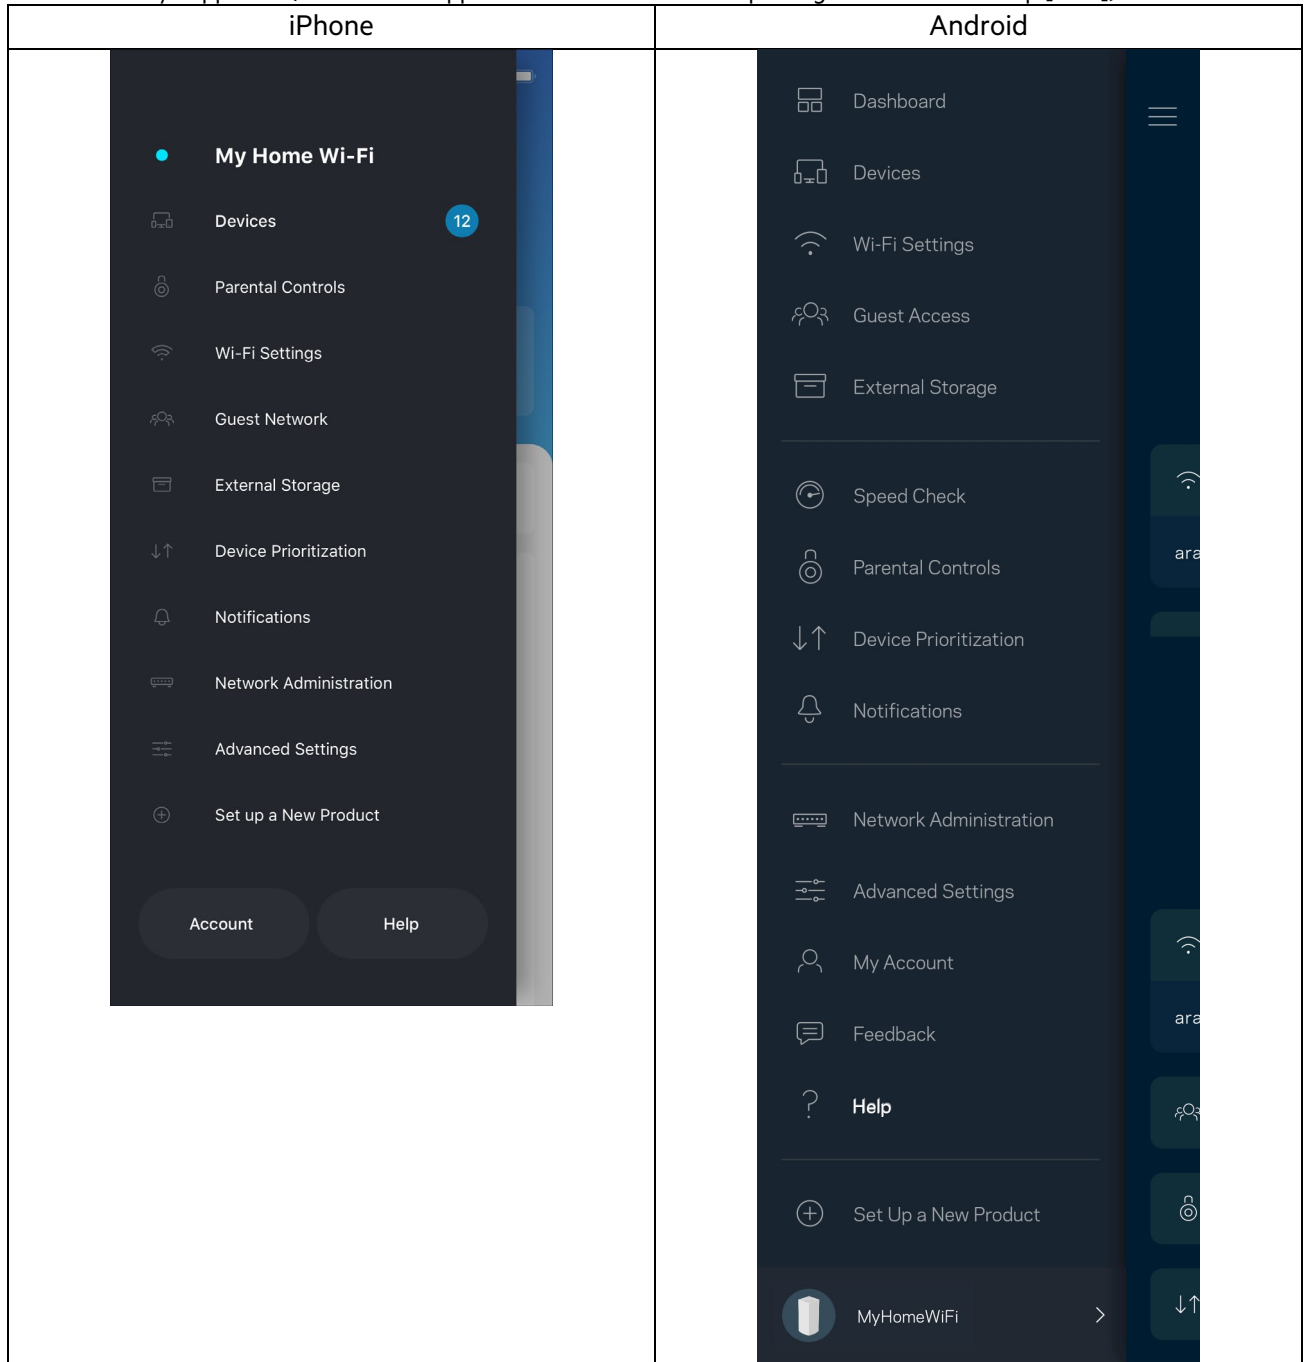 iPhone
Android
My Home Wi-Fi
Devices
12
Parental Controls
Wi-Fi Settings
Guest Network
External Storage
Device Prioritization
Notifications
Network Administration
Advanced Settings
Set up a New Product
Account
Help
Dashboard
Devices
Wi-Fi Settings
Guest Access
External Storage
Speed Check
Parental Controls
Device Prioritization
Notifications
Network Administration
Advanced Settings
My Account
Feedback
Help
Set Up a New Product
MyHomeWiFi
ara
ara